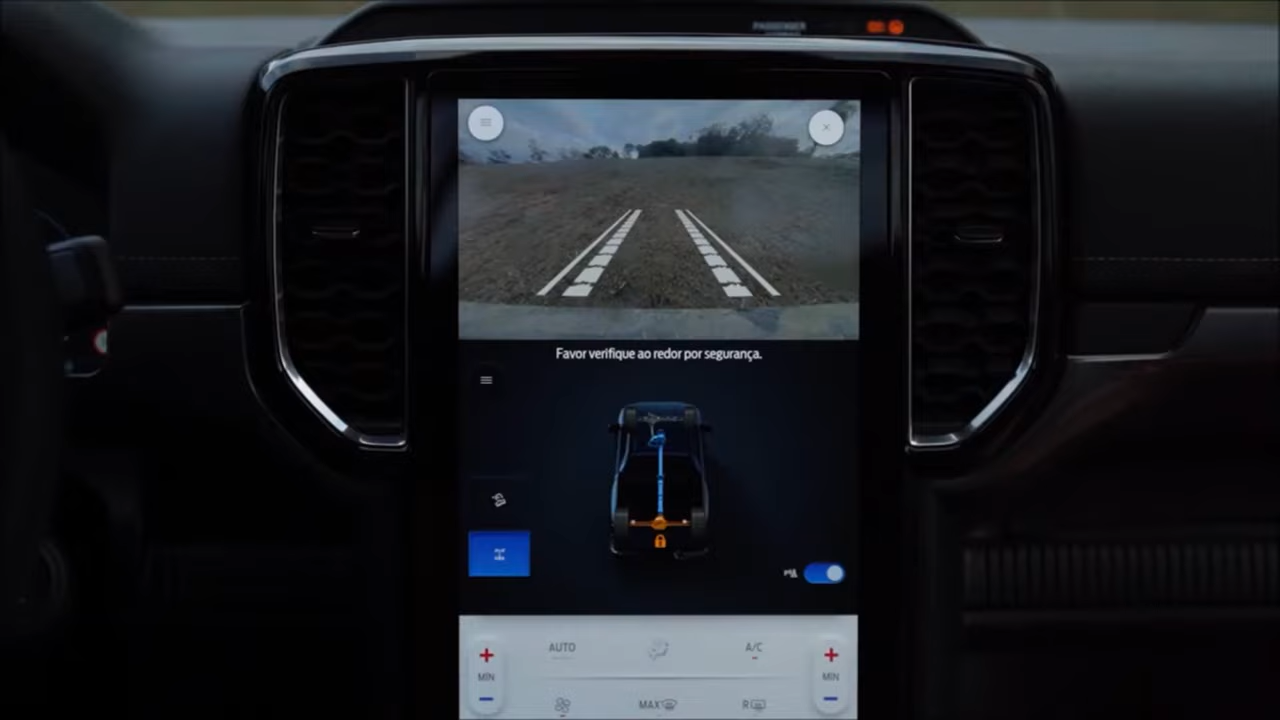 PASSENGER
Favor verifique ao redor por segurança.
AUTO
A/C
MIN
MIN
MAX
R